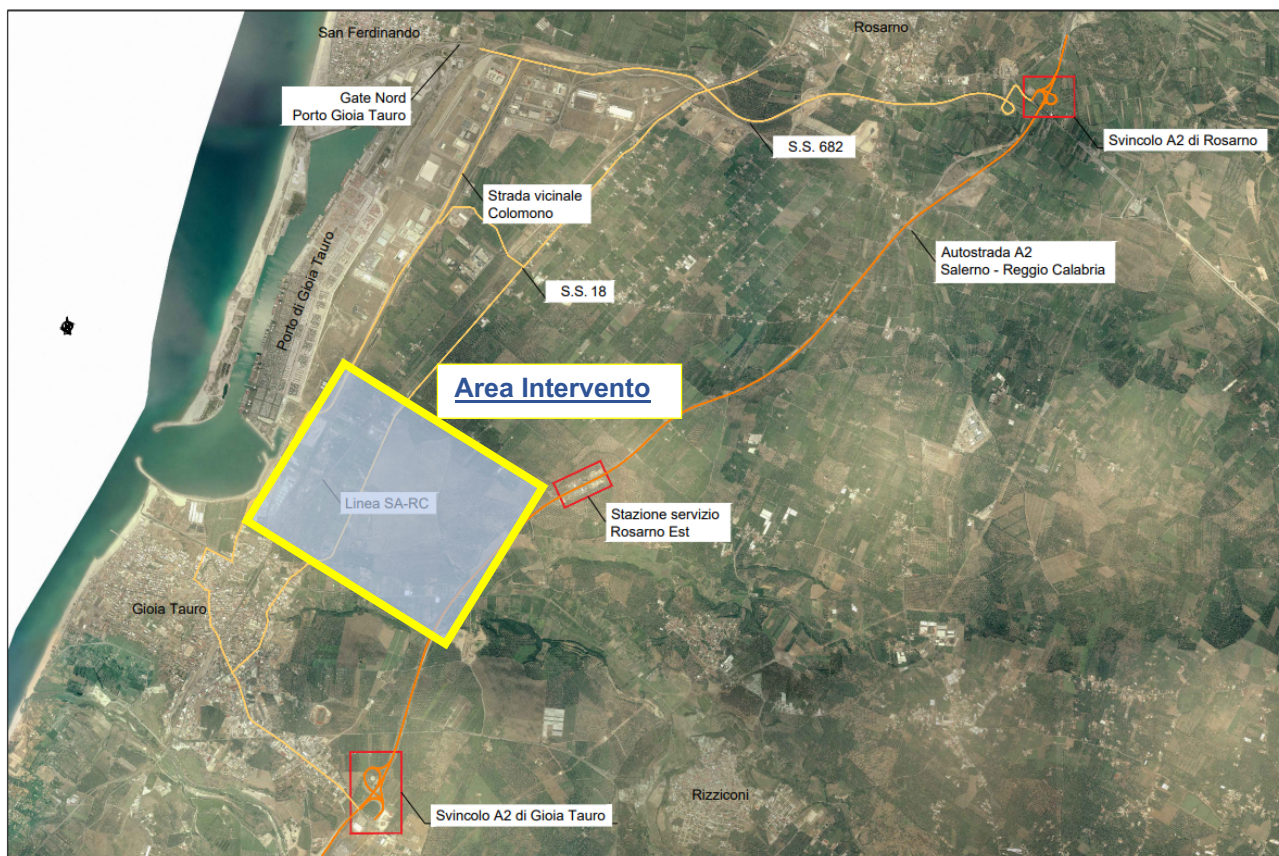 San Ferdinando
Rosarno
Gate Nord
Porto Gioia Tauro
Svincolo A2 di Rosarno
S.S. 682
Strada vicinale
Colomono
Autostrada A2
Salerno - Reggio Calabria
Porto di Gioia Tauro
S.S. 18
Area Intervento
Linea SA-RC
Stazione servizio
Rosarno Est
Gioia Tauro
Rizziconi
Svincolo A2 di Gioia Tauro